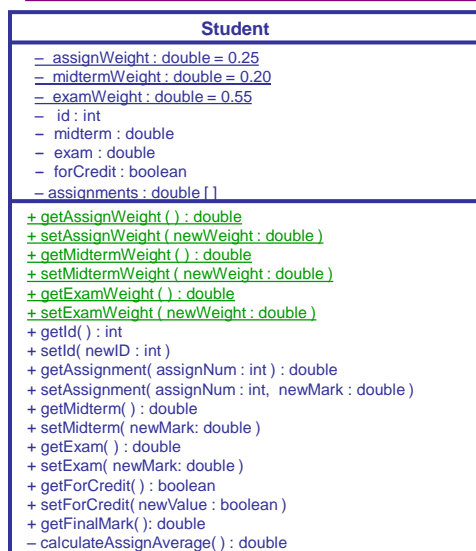 Student
– assignWeight : double = 0.25
– midtermWeight : double = 0.20
– examWeight : double = 0.55
– id : int
– midterm : double
– exam : double
– forCredit : boolean
– assignments : double [ ]
+ getAssignWeight ( ) : double
+ setAssignWeight ( newWeight : double )
+ getMidtermWeight ( ) : double
+ setMidtermWeight ( newWeight : double )
+ getExamWeight ( ) : double
+ setExamWeight ( newWeight : double )
+ getId( ) : int
+ setId( newID : int )
+ getAssignment( assignNum : int ) : double
+ setAssignment( assignNum : int, newMark : double )
+ getMidterm( ) : double
+ setMidterm( newMark: double )
+ getExam( ) : double
+ setExam( newMark: double )
+ getForCredit( ) : boolean
+ setForCredit( newValue : boolean )
+ getFinalMark( ): double
– calculateAssignAverage( ) : double